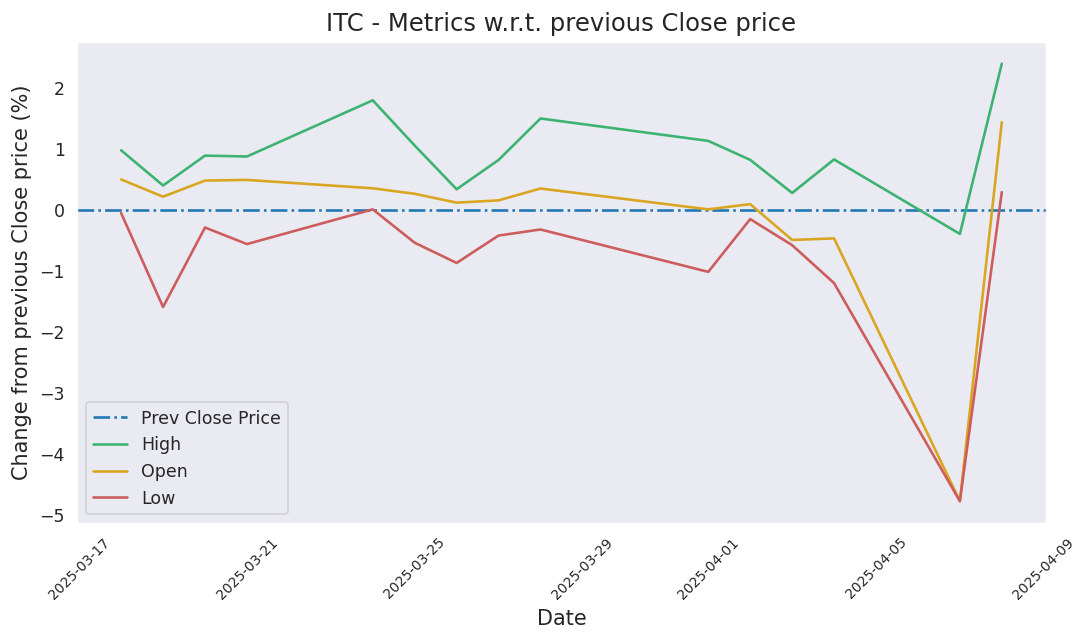 ITC - Metrics w.r.t. previous Close price
Change from previous Close price (%)
2
1
0
−1
−2
−3
−4
−5
Prev Close Price
High
Open
Low
2025-03-17
2025-03-21
2025-03-25
2025-03-29
2025-04-01
2025-04-05
2025-04-09
Date